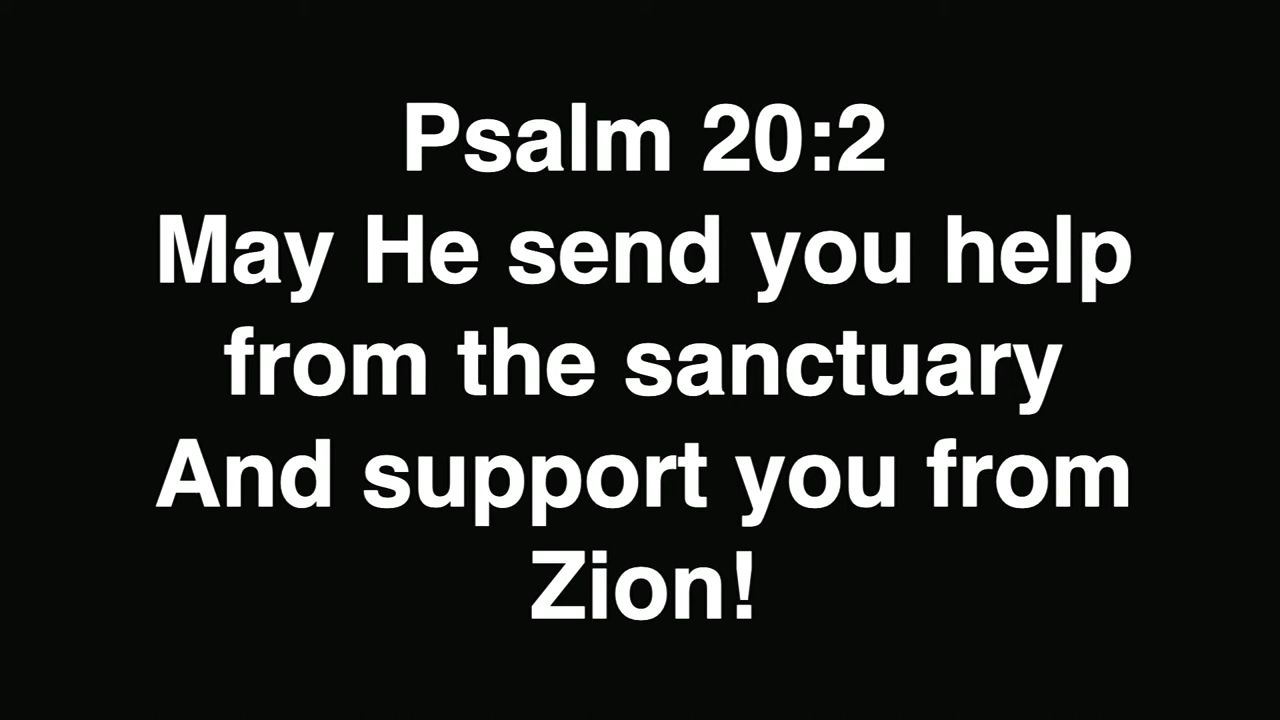 Psalm 20:2
May He send you help
from the sanctuary
And support you from
Zion!